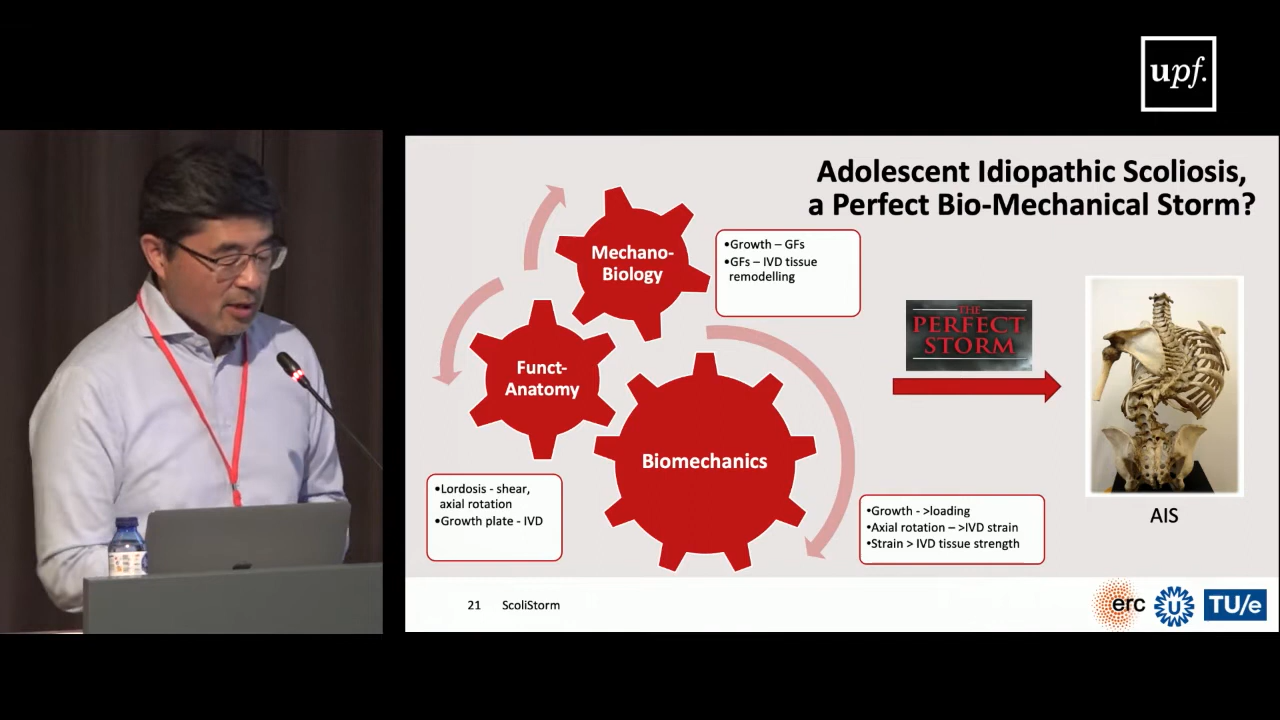 upf.
Adolescent Idiopathic Scoliosis,
a Perfect Bio-Mechanical Storm?
Mechano-
Biology
•Growth – GFs
•GFs – IVD tissue
remodelling
THE
PERFECT
STORM
Funct-
Anatomy
Biomechanics
•Lordosis - shear,
axial rotation
•Growth plate - IVD
•Growth - >loading
•Axial rotation – >IVD strain
•Strain > IVD tissue strength
AIS
21 ScoliStorm
erc
U
TU/e